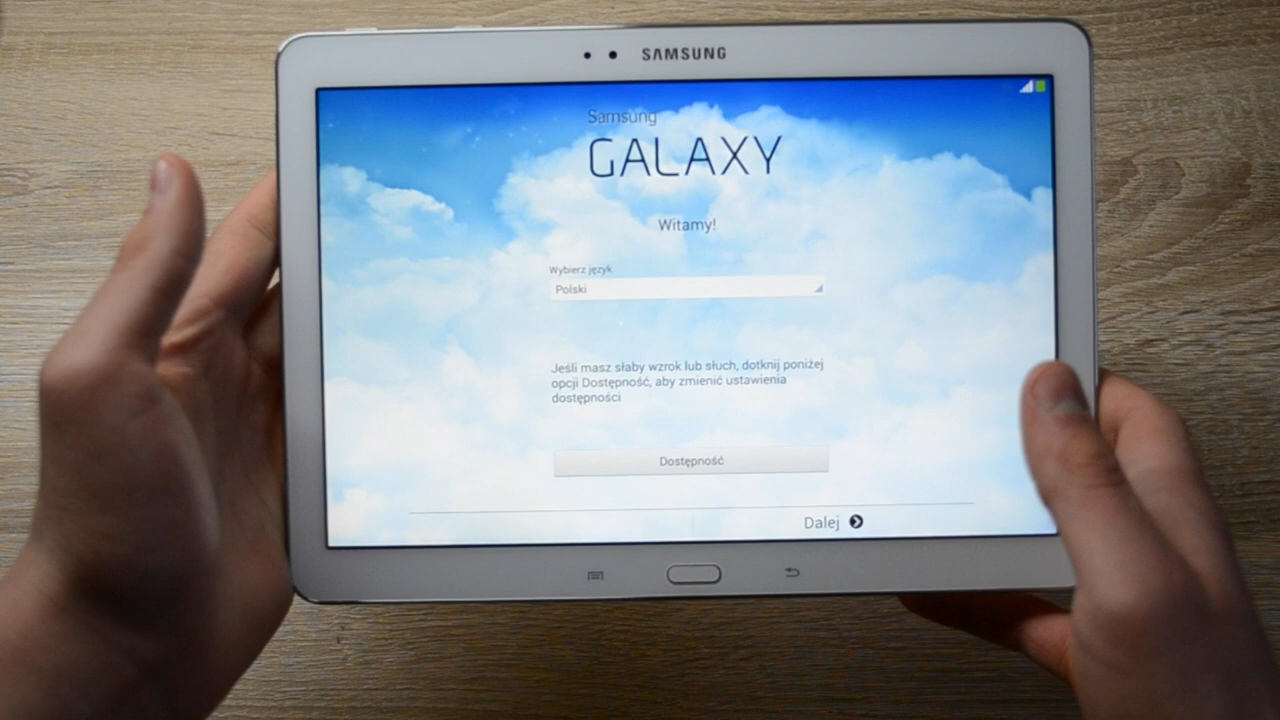 SAMSUNG
Samsung
GALAXY
Witamy!
Wybierz język
Polski
Jeśli masz słaby wzrok lub słuch, dotknij poniżej
opcji Dostępność, aby zmienić ustawienia
dostępności
Dostępność
Dalej